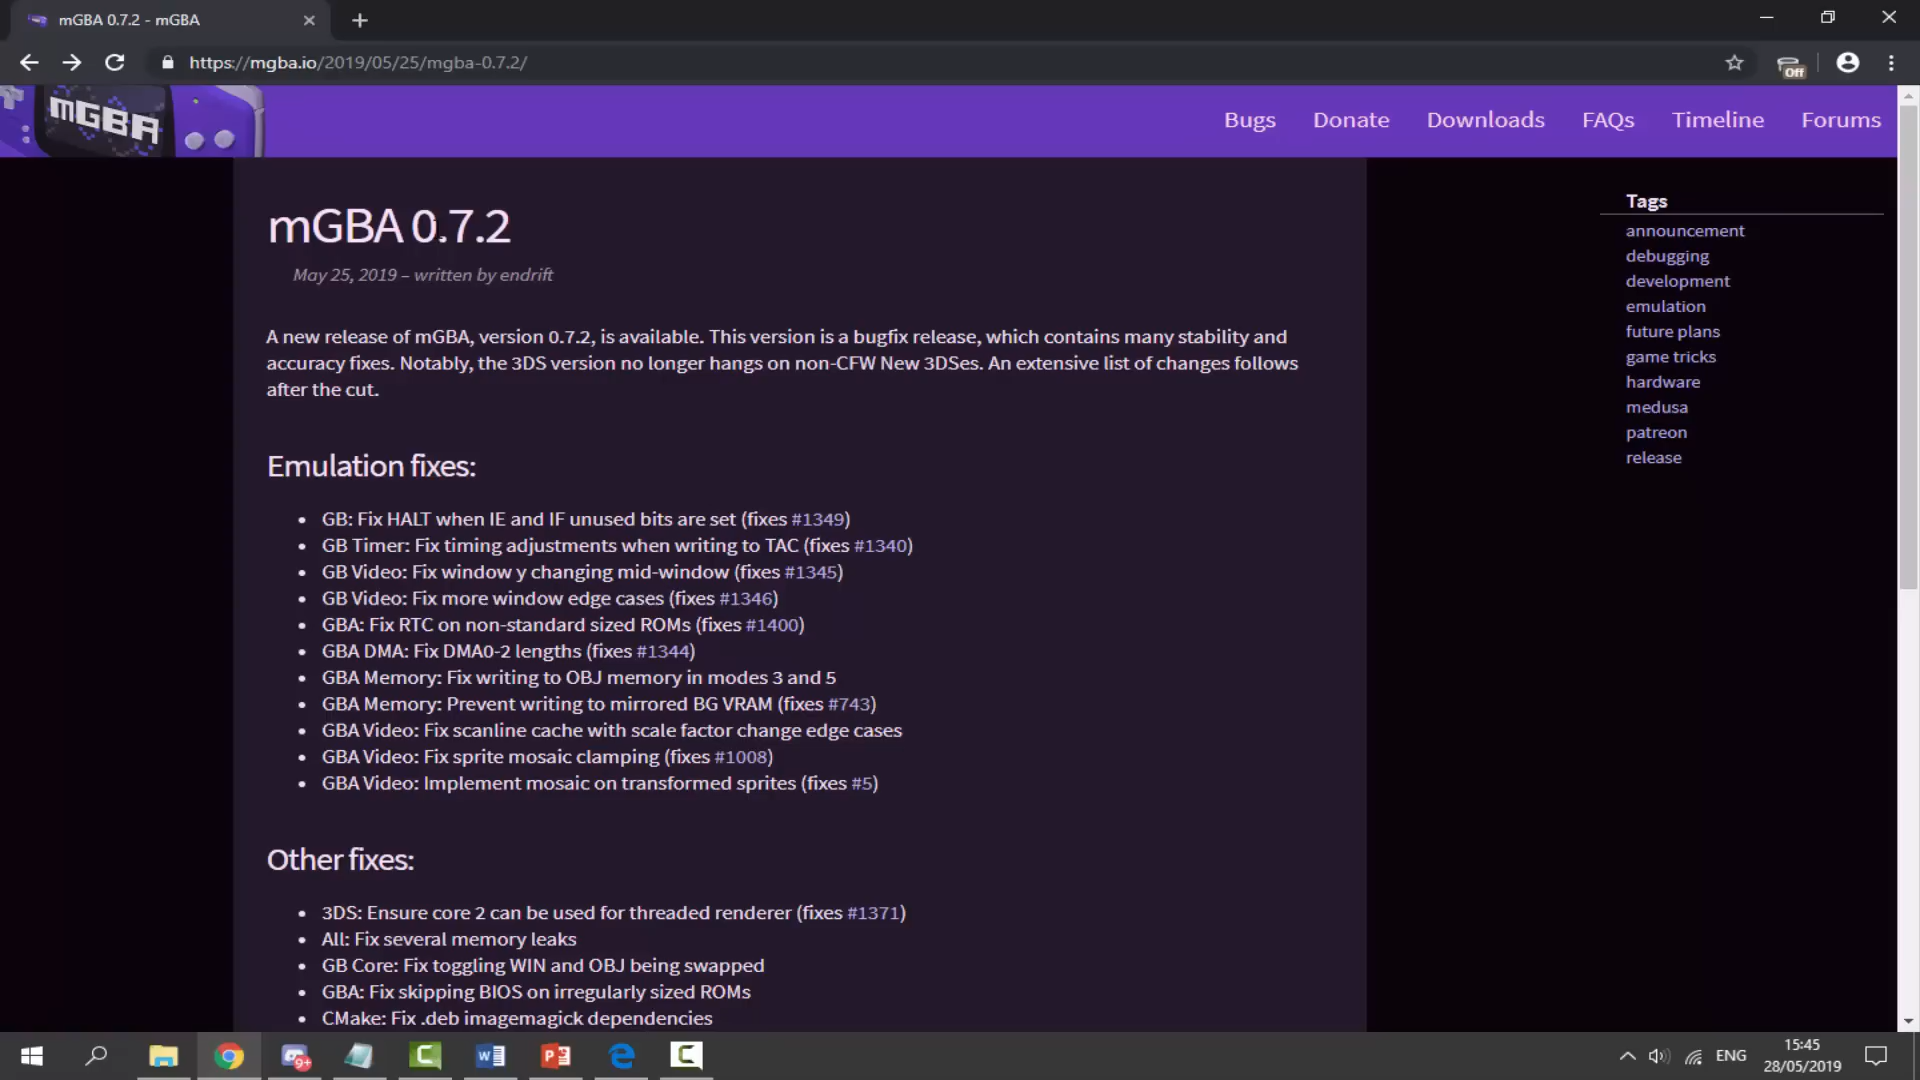 mGBA 0.7.2 - mGBA
https://mgba.io/2019/05/25/mgba-0.7.2/
Off
mGBA
Bugs Donate Downloads FAQs Timeline Forums
mGBA 0.7.2
May 25, 2019 – written by endrift
A new release of mGBA, version 0.7.2, is available. This version is a bugfix release, which contains many stability and
accuracy fixes. Notably, the 3DS version no longer hangs on non-CFW New 3DSes. An extensive list of changes follows
after the cut.
Emulation fixes:
• GB: Fix HALT when IE and IF unused bits are set (fixes #1349)
• GB Timer: Fix timing adjustments when writing to TAC (fixes #1340)
• GB Video: Fix window y changing mid-window (fixes #1345)
• GB Video: Fix more window edge cases (fixes #1346)
• GBA: Fix RTC on non-standard sized ROMs (fixes #1400)
• GBA DMA: Fix DMA0-2 lengths (fixes #1344)
• GBA Memory: Fix writing to OBJ memory in modes 3 and 5
• GBA Memory: Prevent writing to mirrored BG VRAM (fixes #743)
• GBA Video: Fix scanline cache with scale factor change edge cases
• GBA Video: Fix sprite mosaic clamping (fixes #1008)
• GBA Video: Implement mosaic on transformed sprites (fixes #5)
Other fixes:
• 3DS: Ensure core 2 can be used for threaded renderer (fixes #1371)
• All: Fix several memory leaks
• GB Core: Fix toggling WIN and OBJ being swapped
• GBA: Fix skipping BIOS on irregularly sized ROMs
• CMake: Fix .deb imagemagick dependencies
Tags
announcement
debugging
development
emulation
future plans
game tricks
hardware
medusa
patreon
release
9+
ENG
15:45
28/05/2019